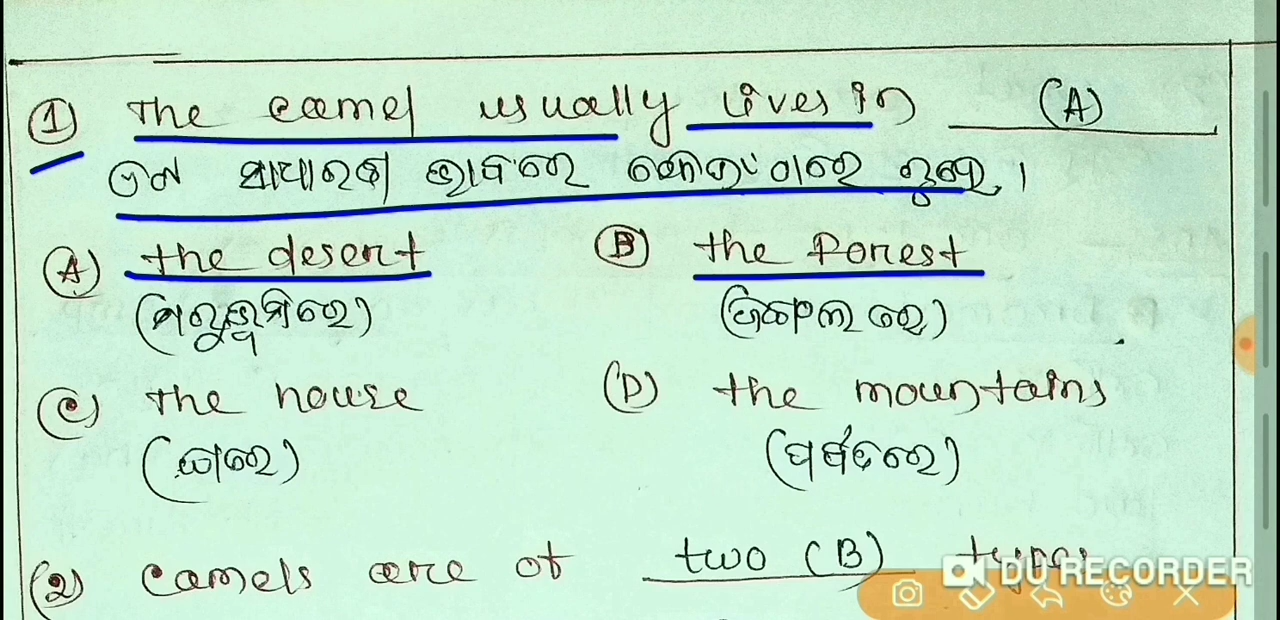 ① The camel usually lives in (A)
ଓଟ ସାଧାରଣ ଭାବରେ କେଉଁଠାରେ ରୁହେ ।
(A) the desert (B) the forest
(ମରୁଭୂମିରେ) (ଜଙ୍ଗଲରେ)
(C) the house (D) the mountains
(ଘରେ) (ପର୍ବତରେ)
(2) camels are of two (B) types
DU RECORDER